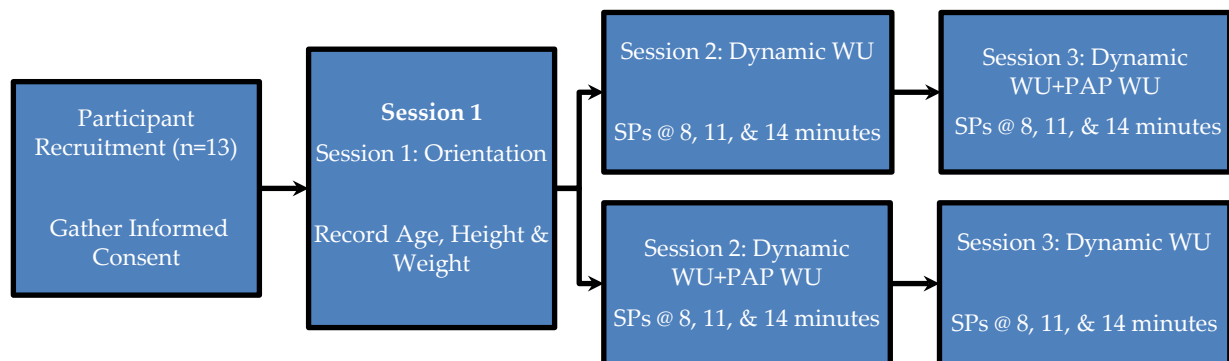 Participant
Recruitment (n=13)
Gather Informed
Consent
Session 1
Session 1: Orientation
Record Age, Height &
Weight
Session 2: Dynamic WU
SPs @ 8, 11, & 14 minutes
Session 3: Dynamic
WU+PAP WU
SPs @ 8, 11, & 14 minutes
Session 2: Dynamic
WU+PAP WU
SPs @ 8, 11, & 14 minutes
Session 3: Dynamic WU
SPs @ 8, 11, & 14 minutes